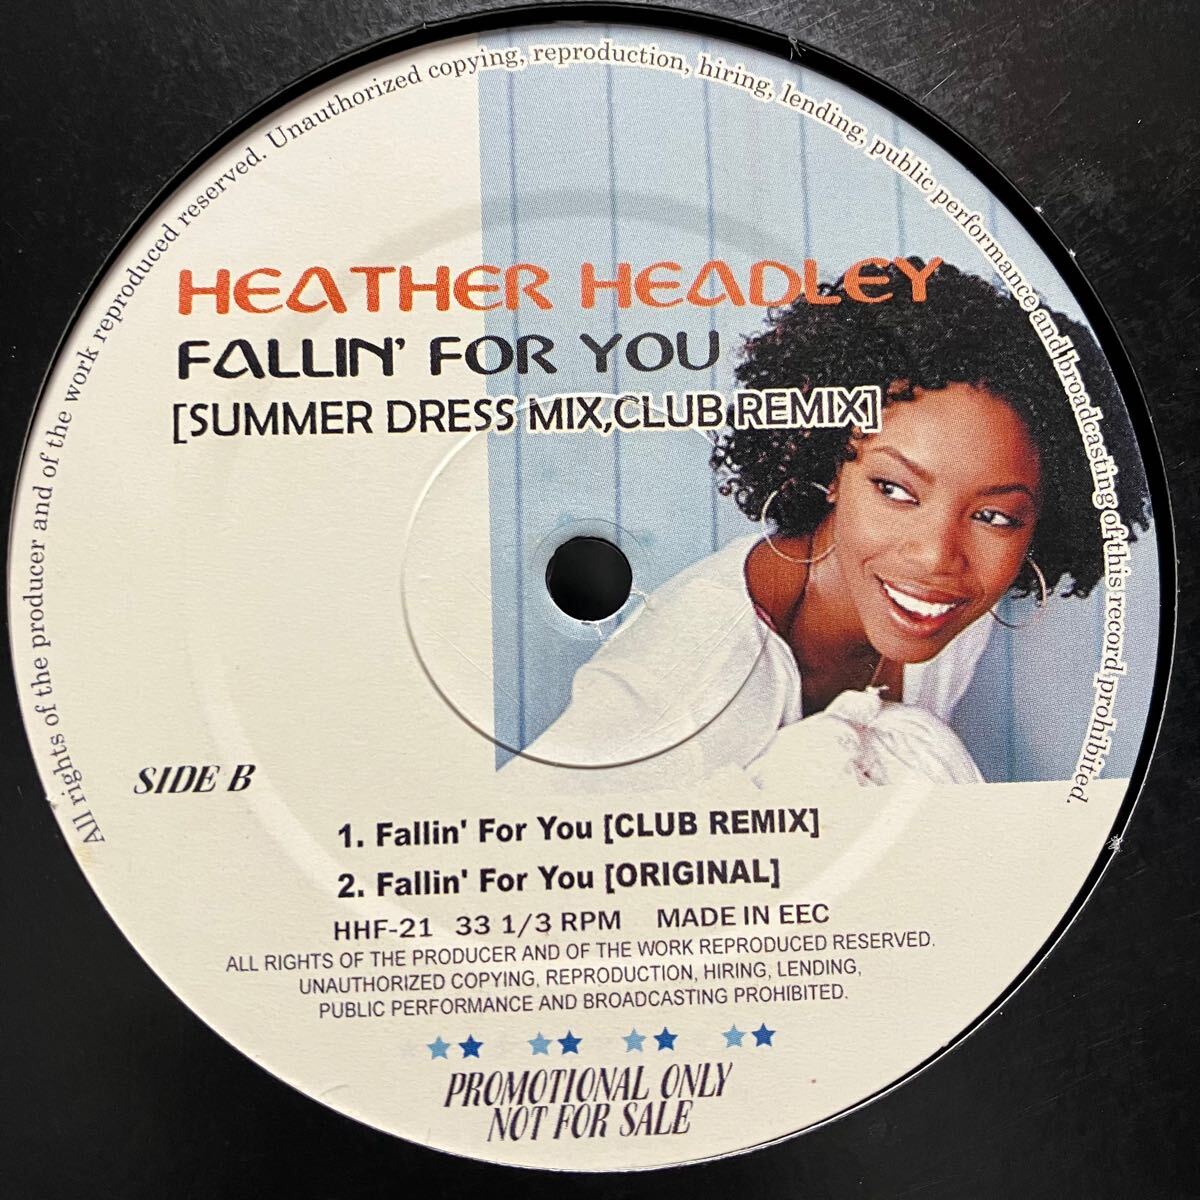 All rights of the producer and of the work reproduced reserved. Unauthorized copying, reproduction, hiring, lending, public performance and broadcasting of this record prohibited.
HEATHER HEADLEY
FALLIN' FOR YOU
[SUMMER DRESS MIX,CLUB REMIX]
SIDE B
1. Fallin' For You [CLUB REMIX]
2. Fallin' For You [ORIGINAL]
HHF-21 33 1/3 RPM MADE IN EEC
ALL RIGHTS OF THE PRODUCER AND OF THE WORK REPRODUCED RESERVED.
UNAUTHORIZED COPYING, REPRODUCTION, HIRING, LENDING,
PUBLIC PERFORMANCE AND BROADCASTING PROHIBITED.
PROMOTIONAL ONLY
NOT FOR SALE